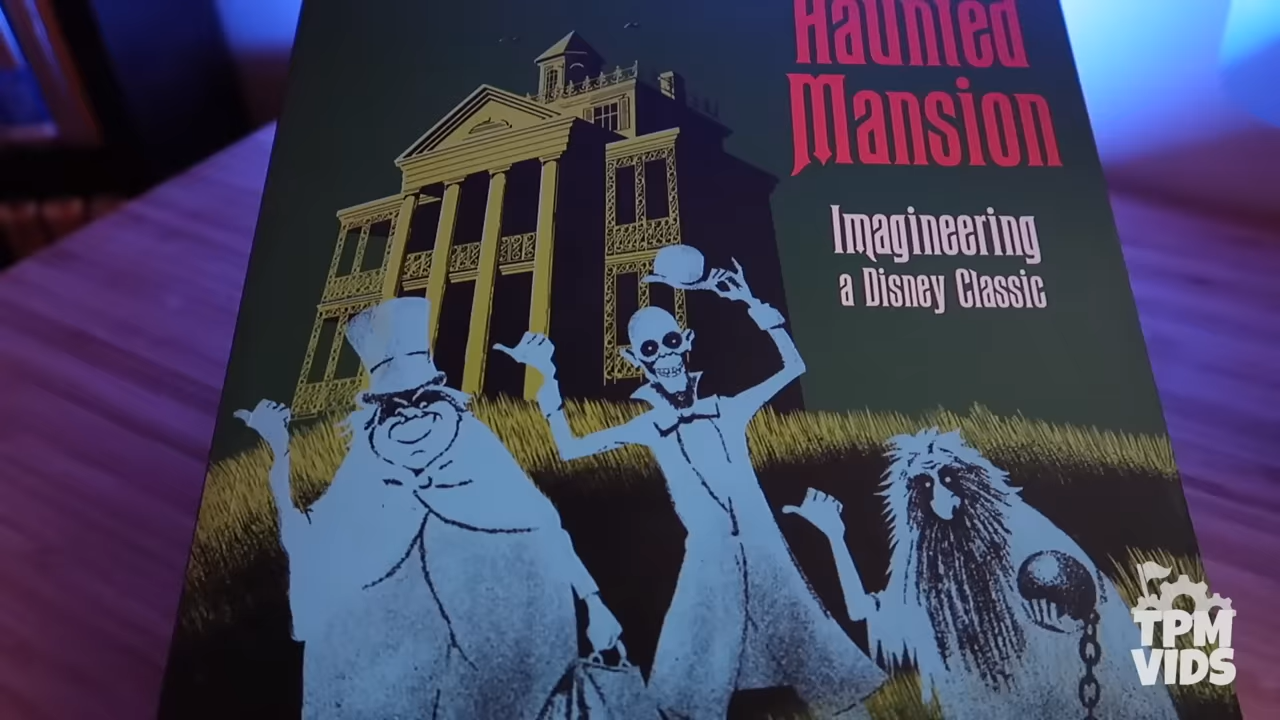 Haunted
Mansion
Imagineering
a Disney Classic
TPM
VIDS